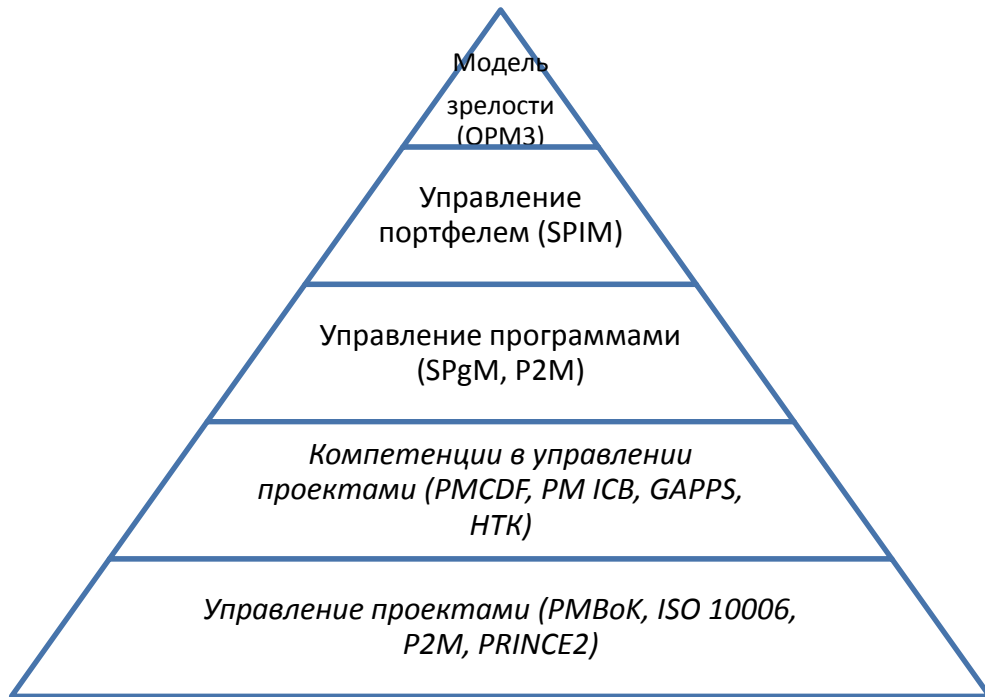 Модель
зрелости
(OPM3)
Управление
портфелем (SPIM)
Управление программами
(SPgM, P2M)
Компетенции в управлении
проектами (PMCDF, PM ICB, GAPPS,
НТК)
Управление проектами (PMBoK, ISO 10006,
P2M, PRINCE2)